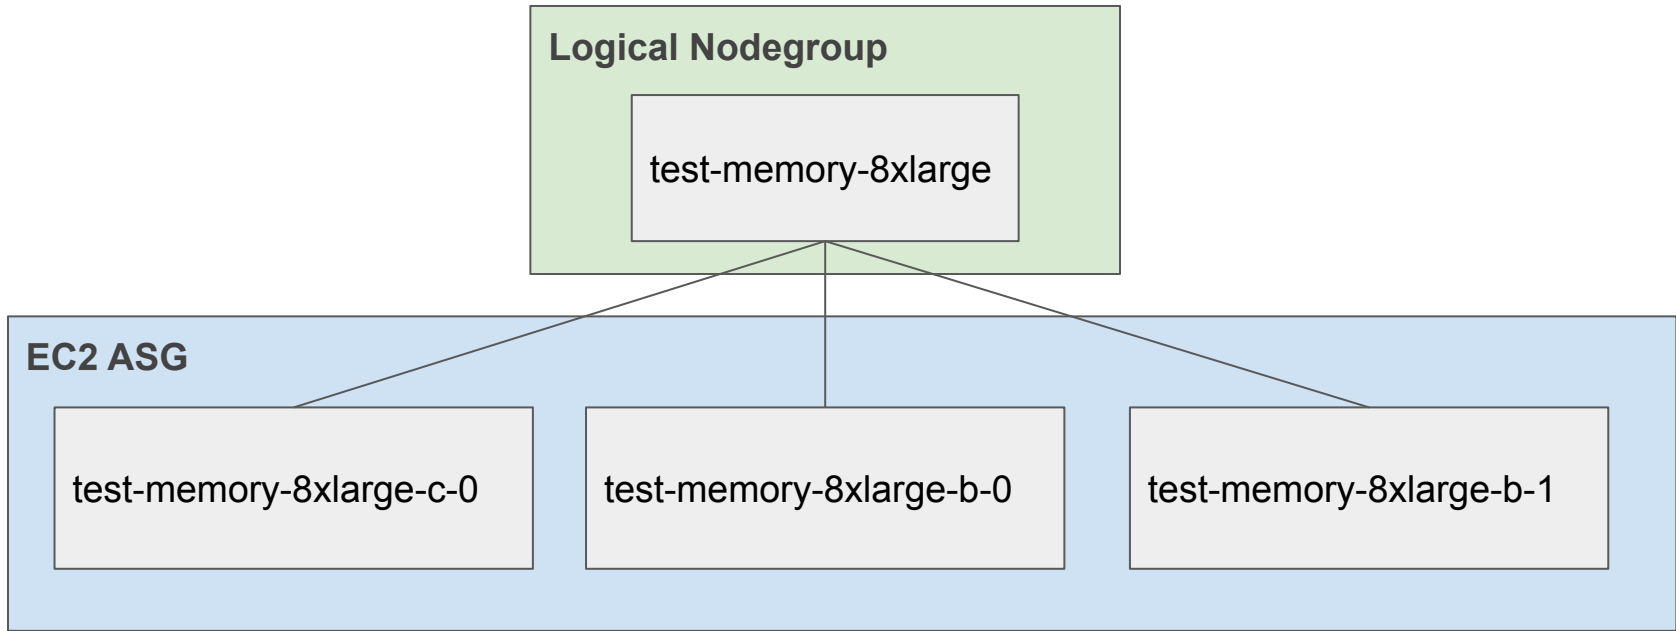 Logical Nodegroup
test-memory-8xlarge
EC2 ASG
test-memory-8xlarge-c-0
test-memory-8xlarge-b-0
test-memory-8xlarge-b-1